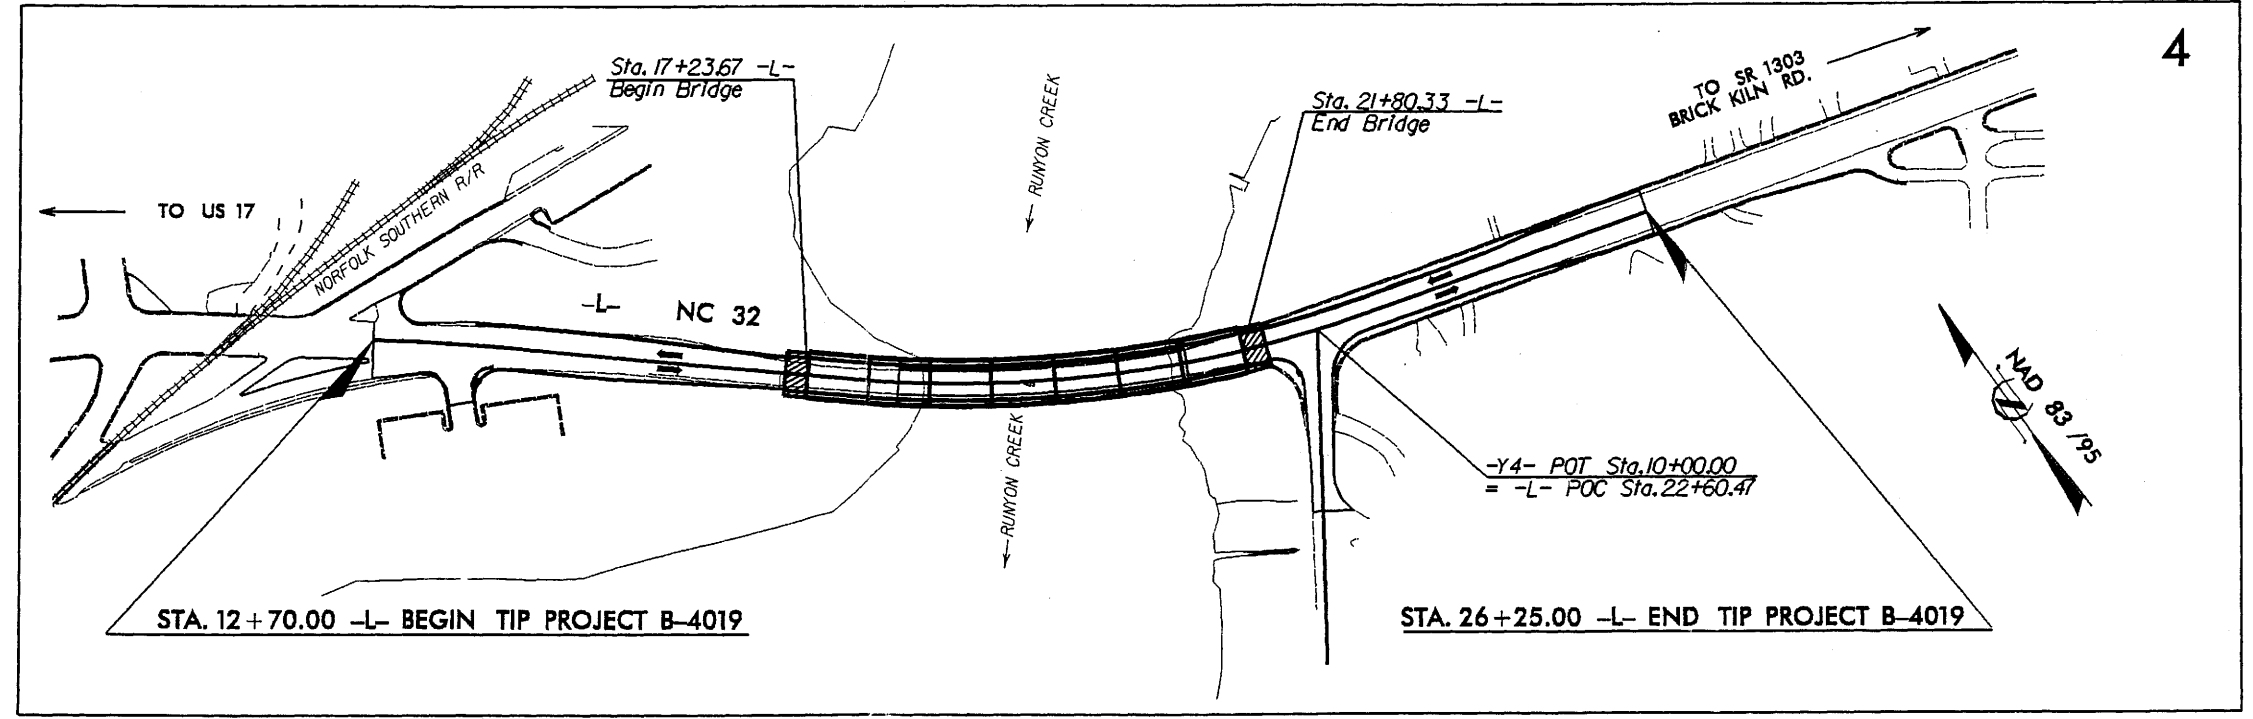 4
Sta. 17+23.67 -L-
Begin Bridge
RUNYON CREEK
Sta. 21+80.33 -L-
End Bridge
TO SR 1303
BRICK KILN RD.
TO US 17
NORFOLK SOUTHERN R/R
-L- NC 32
NAD 83 /95
RUNYON CREEK
-Y4- POT Sta.10+00.00
= -L- POC Sta.22+60.47
STA. 12+70.00 -L- BEGIN TIP PROJECT B-4019
STA. 26+25.00 -L- END TIP PROJECT B-4019